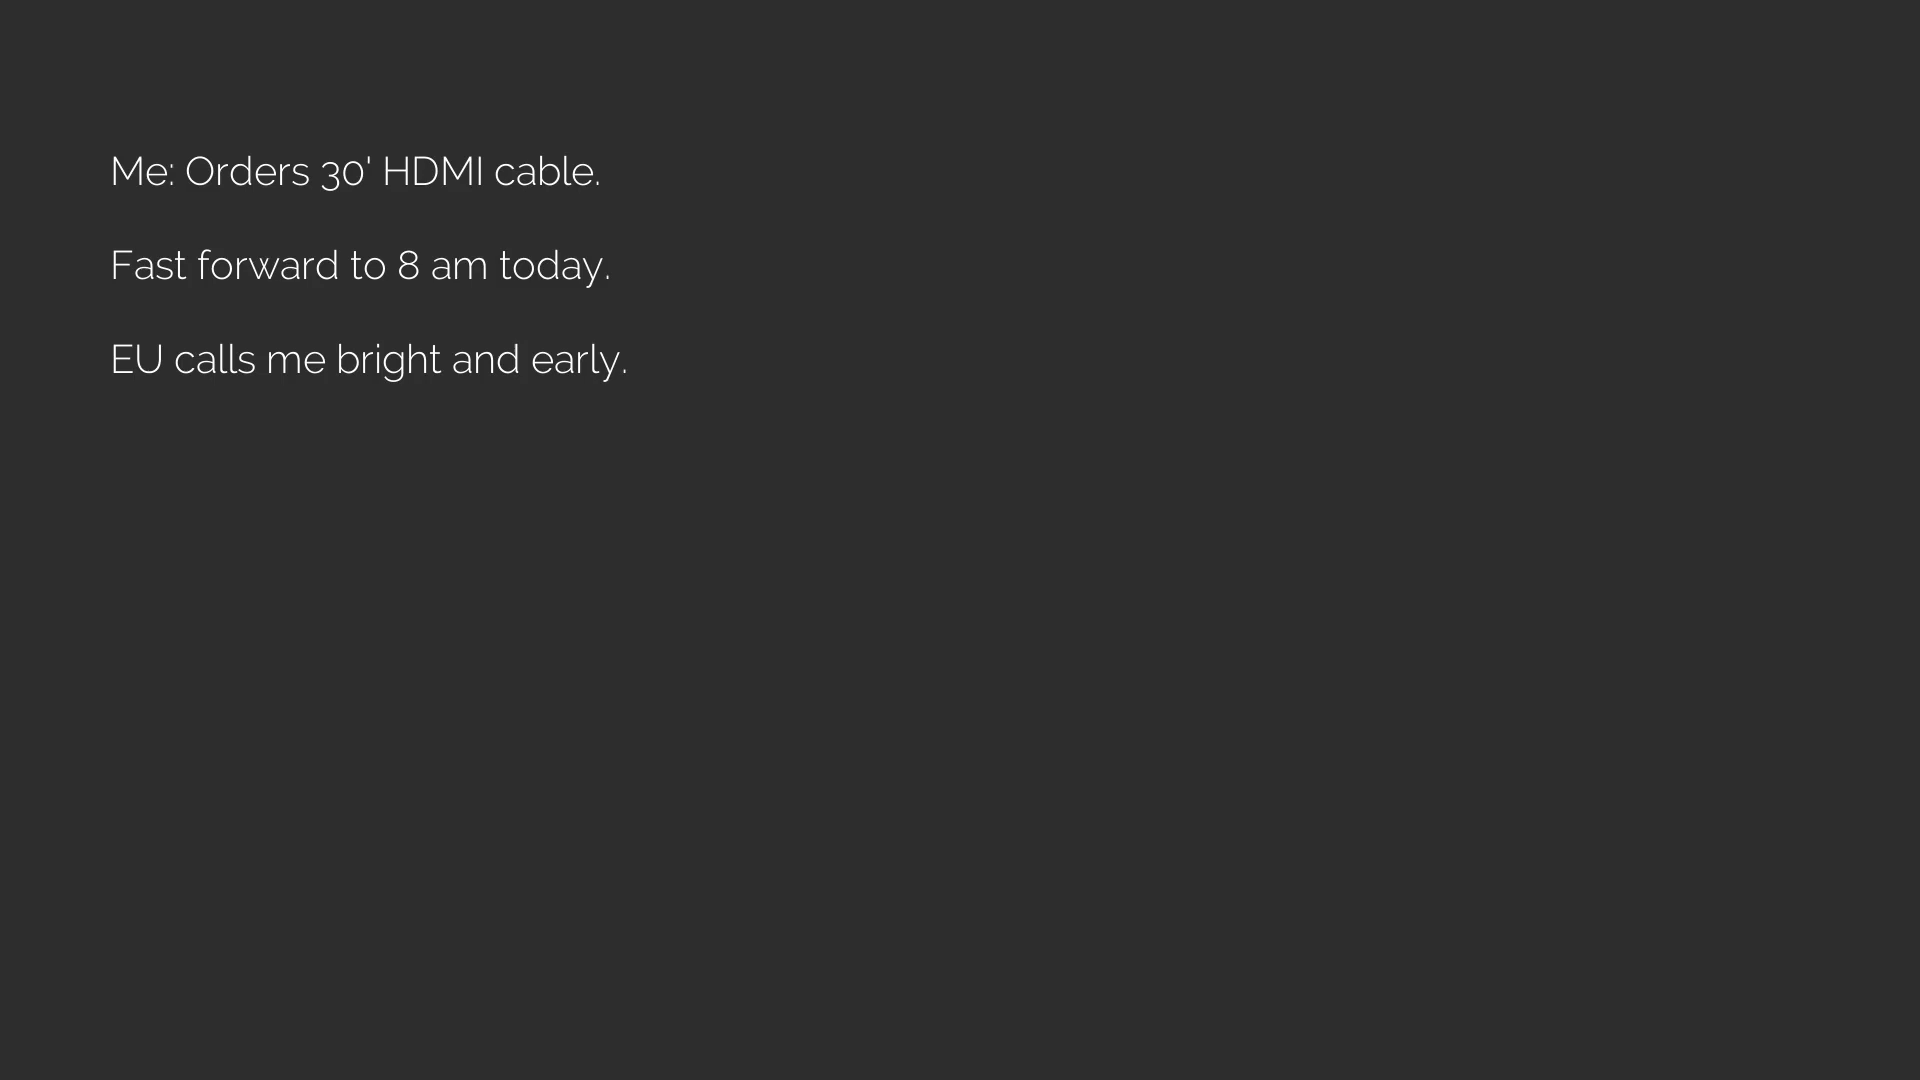 Me: Orders 30' HDMI cable.
Fast forward to 8 am today.
EU calls me bright and early.